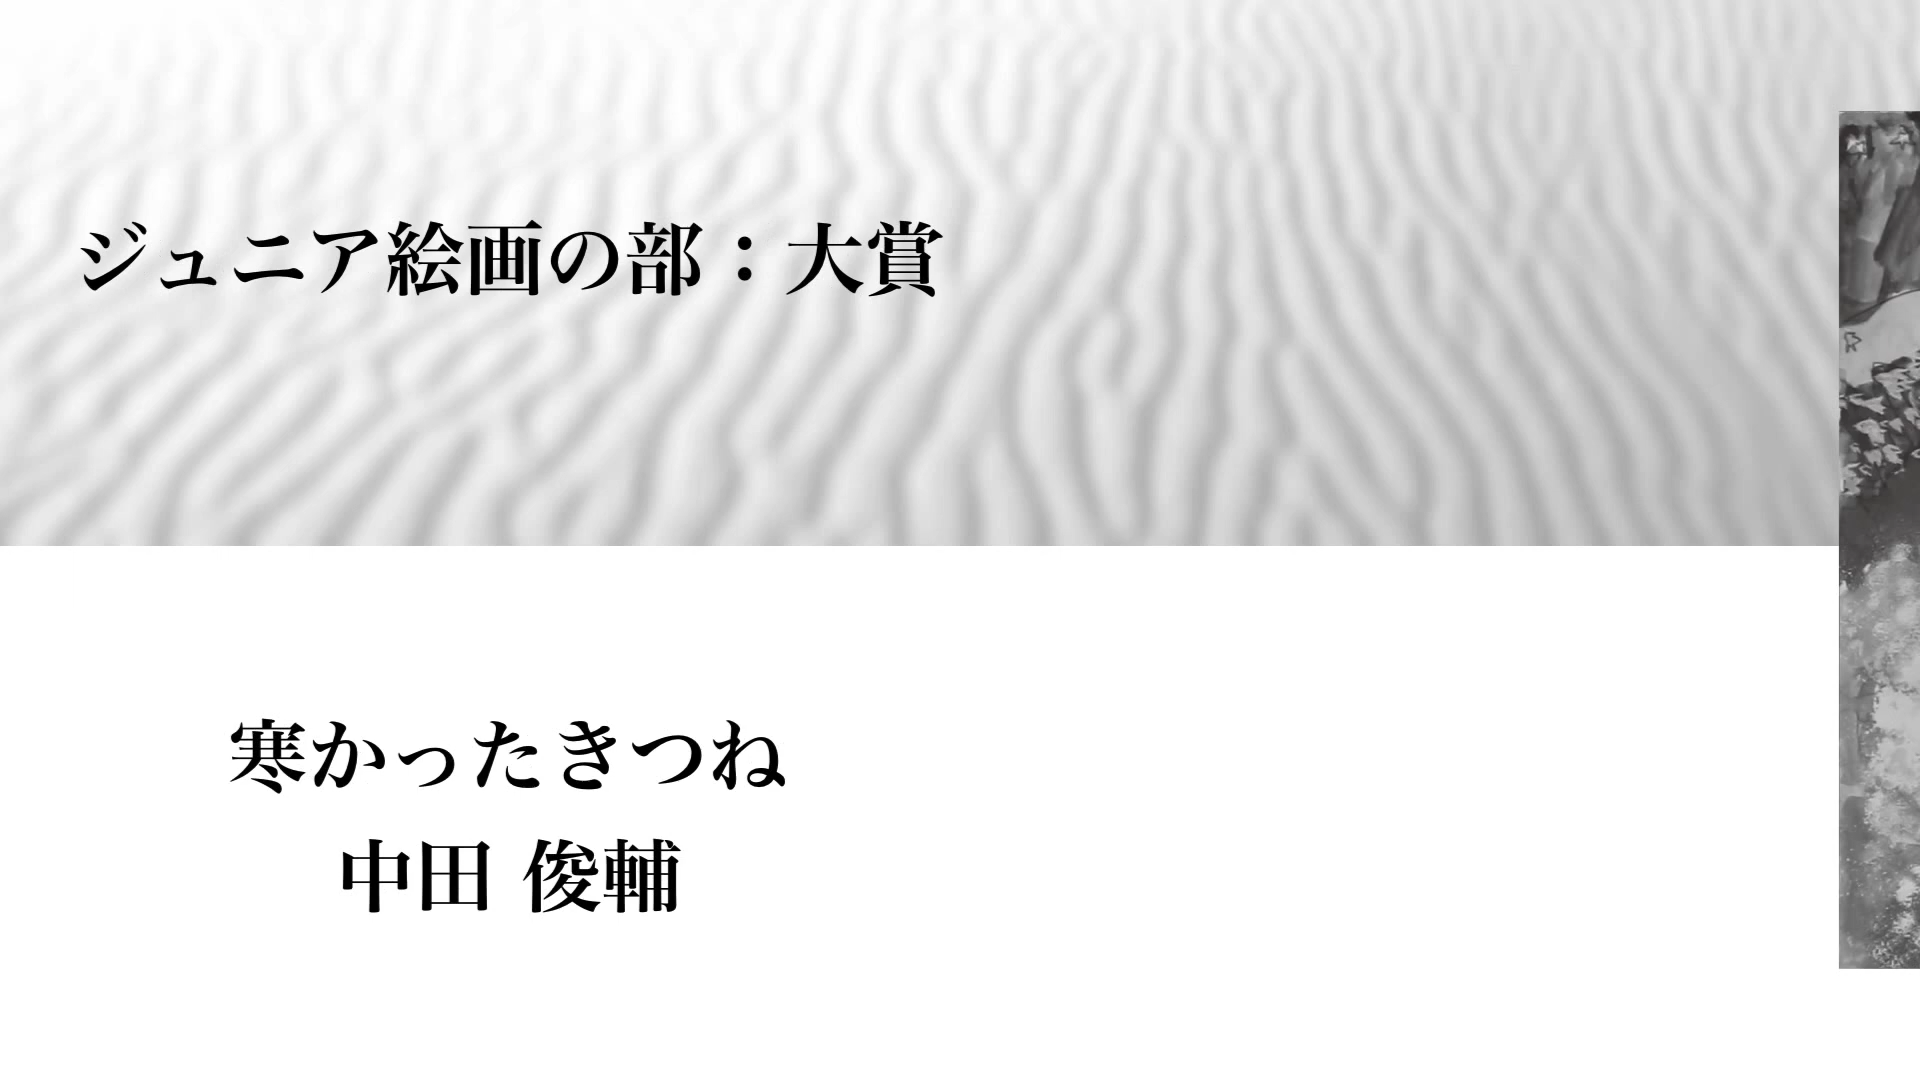 ジュニア絵画の部：大賞
寒かったきつね
中田 俊輔